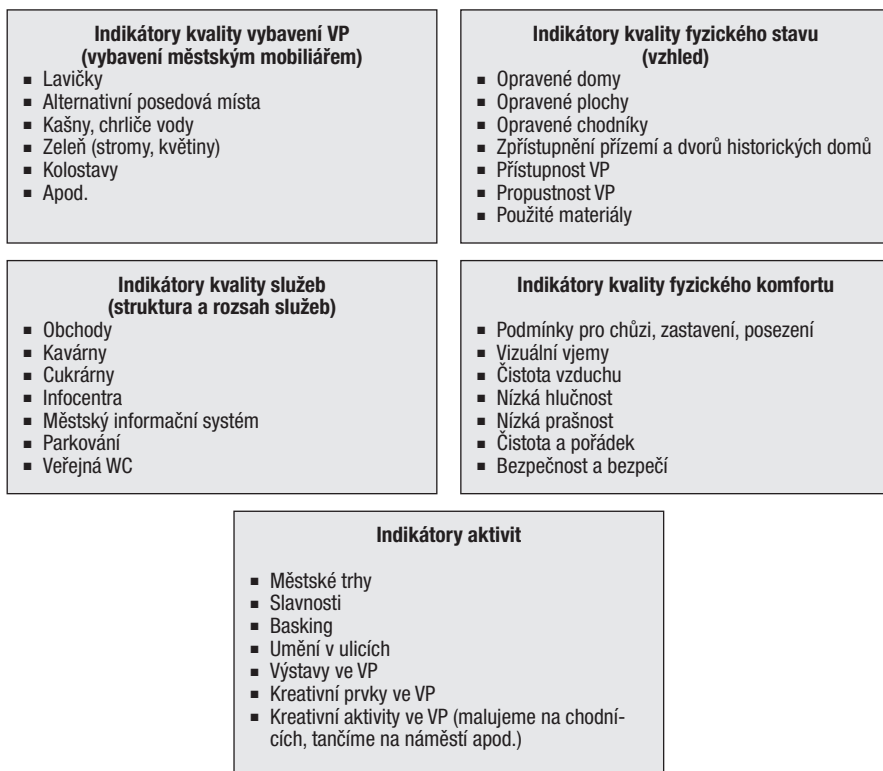 Indikátory kvality vybavení VP
(vybavení městským mobiliářem)
▪ Lavičky
▪ Alternativní posedová místa
▪ Kašny, chrliče vody
▪ Zeleň (stromy, květiny)
▪ Kolostavy
▪ Apod.
Indikátory kvality fyzického stavu
(vzhled)
▪ Opravené domy
▪ Opravené plochy
▪ Opravené chodníky
▪ Zpřístupnění přízemí a dvorů historických domů
▪ Přístupnost VP
▪ Propustnost VP
▪ Použité materiály
Indikátory kvality služeb
(struktura a rozsah služeb)
▪ Obchody
▪ Kavárny
▪ Cukrárny
▪ Infocentra
▪ Městský informační systém
▪ Parkování
▪ Veřejná WC
Indikátory kvality fyzického komfortu
▪ Podmínky pro chůzi, zastavení, posezení
▪ Vizuální vjemy
▪ Čistota vzduchu
▪ Nízká hlučnost
▪ Nízká prašnost
▪ Čistota a pořádek
▪ Bezpečnost a bezpečí
Indikátory aktivit
▪ Městské trhy
▪ Slavnosti
▪ Basking
▪ Umění v ulicích
▪ Výstavy ve VP
▪ Kreativní prvky ve VP
▪ Kreativní aktivity ve VP (malujeme na chodní-
cích, tančíme na náměstí apod.)